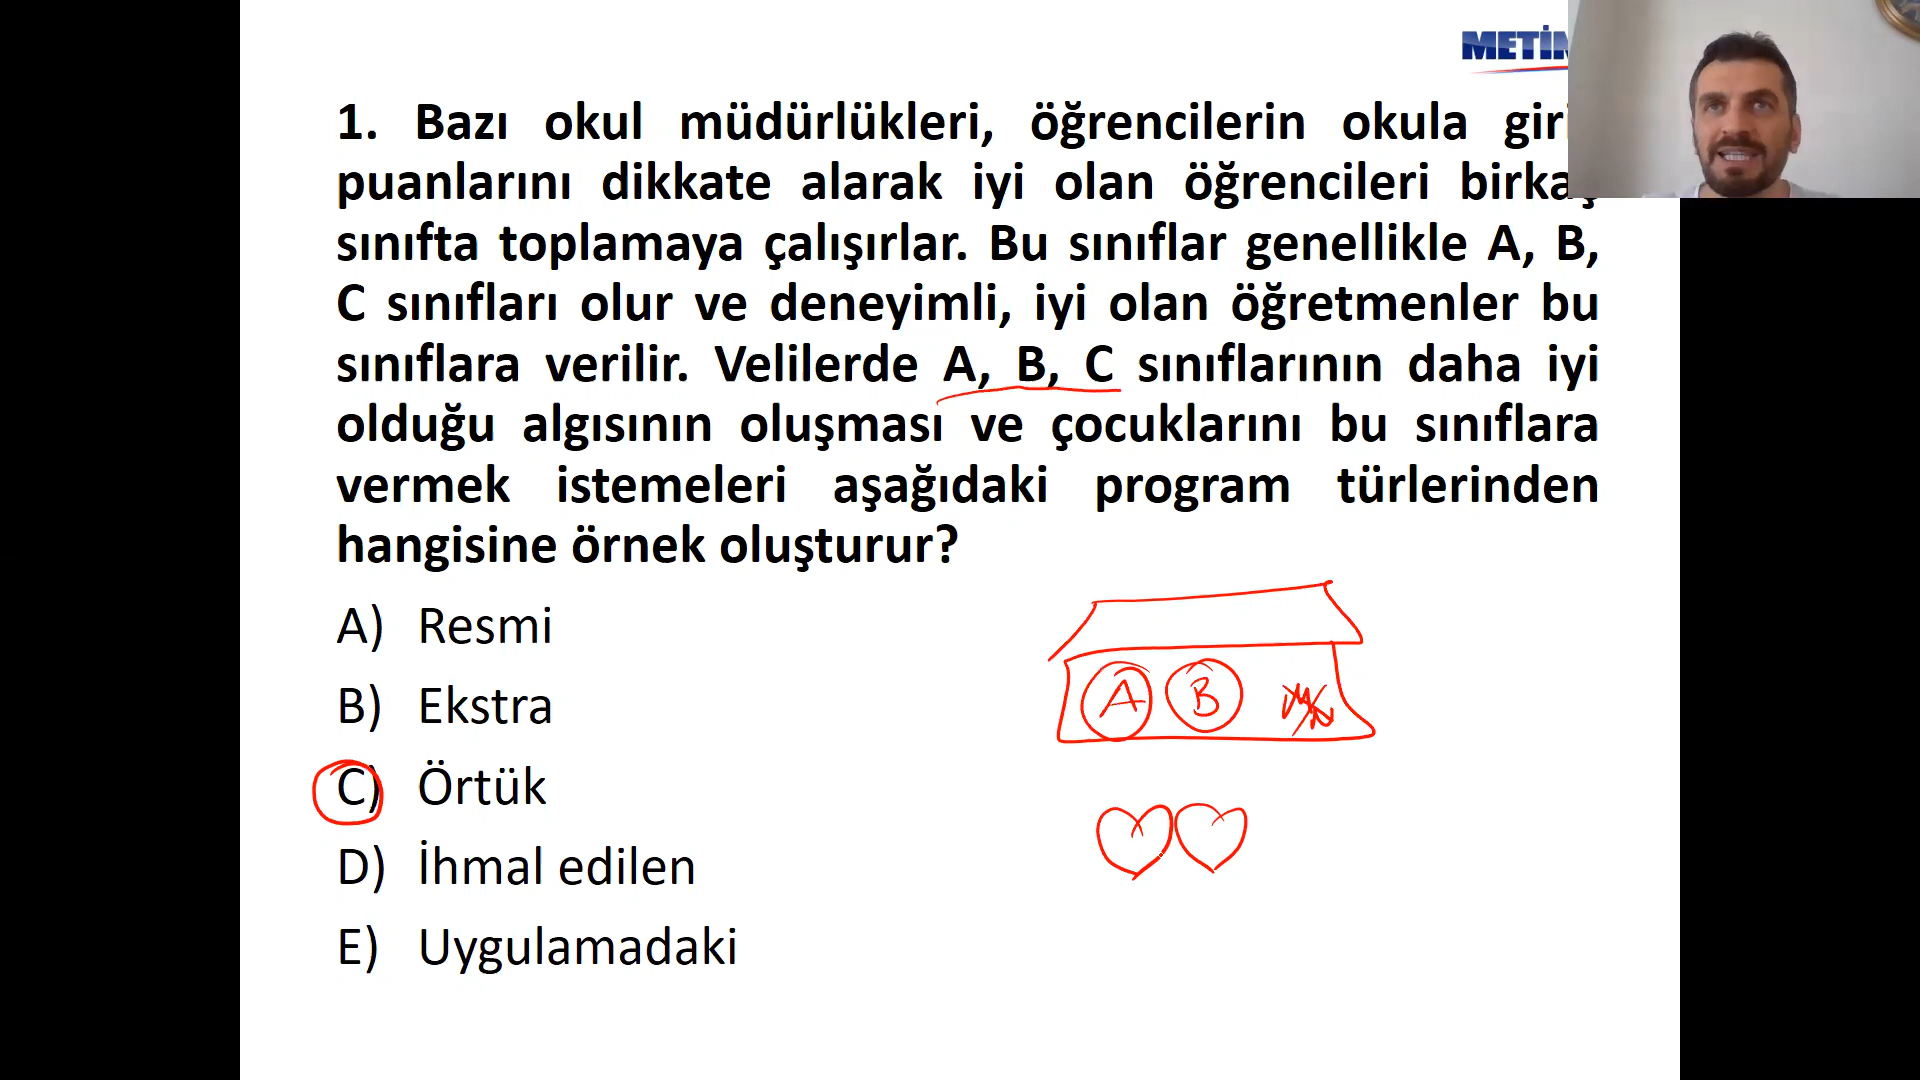 METİN
1. Bazı okul müdürlükleri, öğrencilerin okula
puanlarını dikkate alarak iyi olan öğrencileri birkaç
sınıfta toplamaya çalışırlar. Bu sınıflar genellikle A, B,
C sınıfları olur ve deneyimli, iyi olan öğretmenler bu
sınıflara verilir. Velilerde A, B, C sınıflarının daha iyi
olduğu algısının oluşması ve çocuklarını bu sınıflara
vermek istemeleri aşağıdaki program türlerinden
hangisine örnek oluşturur?
A) Resmi
B) Ekstra
C) Örtük
D) İhmal edilen
E) Uygulamadaki
A B